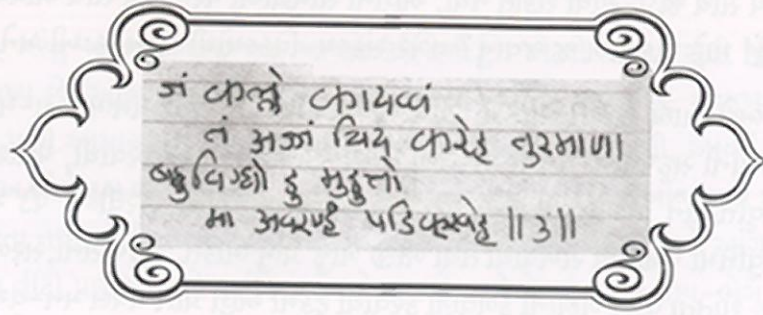 जं कल्ले कायव्वं
तं अज्जं चिय करेह तुरमाणा
बहुविग्घो हु मुहुत्तो
मा अवरण्हं पडिक्खेह ॥३॥